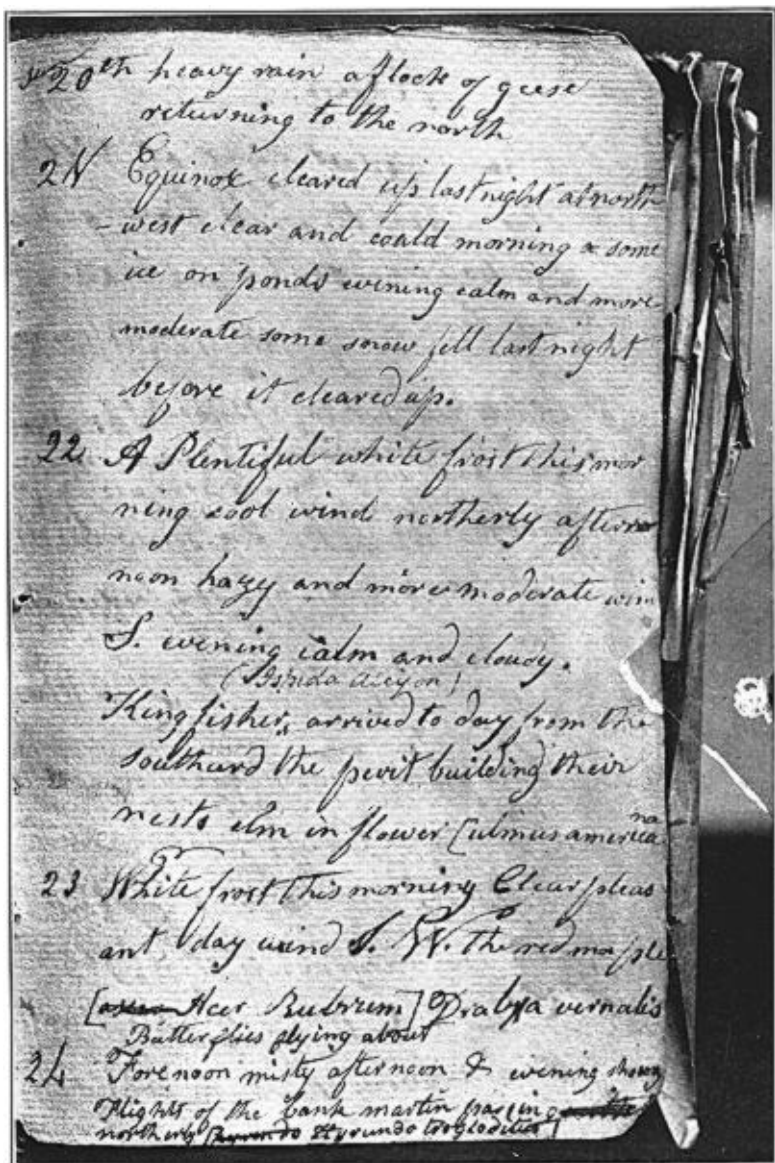 20th heavy rain a flock of geese
returning to the north
21 Equinox cleared up last night at north
-west clear and could morning & some
ice on ponds evining calm and more
moderate some snow fell last night
before it cleared up.
22 A Plentiful white frost this mor
ning cool wind northerly after
noon hazy and more moderate win
S. evening calm and cloudy.
(Ispida Alcyon)
Kingfisher, arrived to day from the
southurd the pewit building their
nests elm in flower [ulmus america
na
23 White frost this morning Clear pleas
ant day wind S. W. the red maple
[Acer Rubrum] Draba vernalis
Butterflies flying about
24 Forenoon misty afternoon & evening showy
Flights of the bank martin passing
northerly Hyrundo